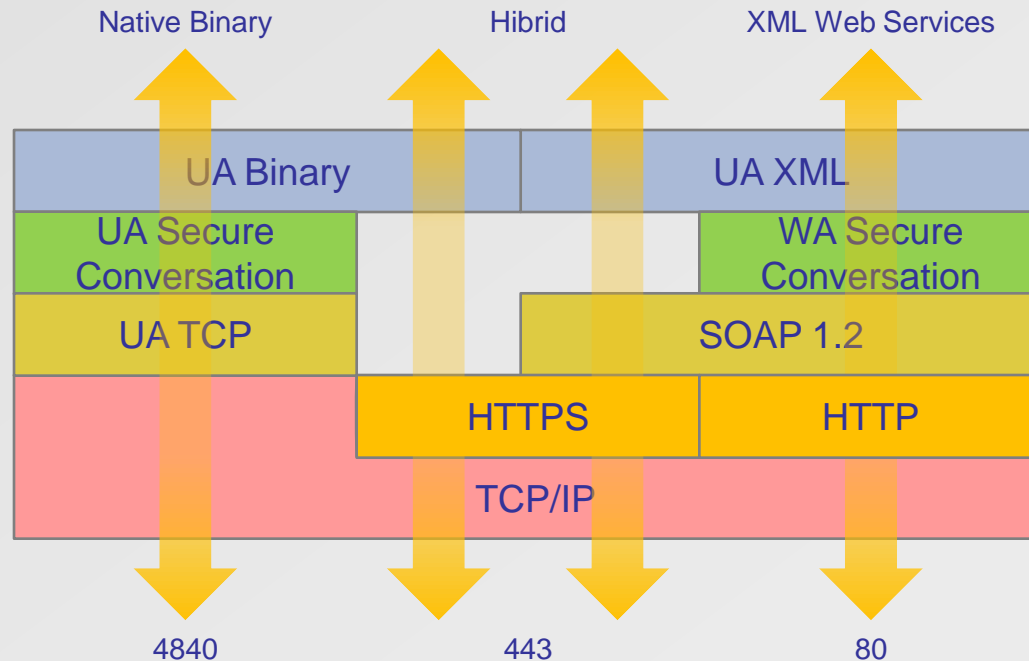 Native Binary
Hibrid
XML Web Services
UA Binary
UA XML
UA Secure
Conversation
WA Secure
Conversation
UA TCP
SOAP 1.2
HTTPS
HTTP
TCP/IP
4840
443
80